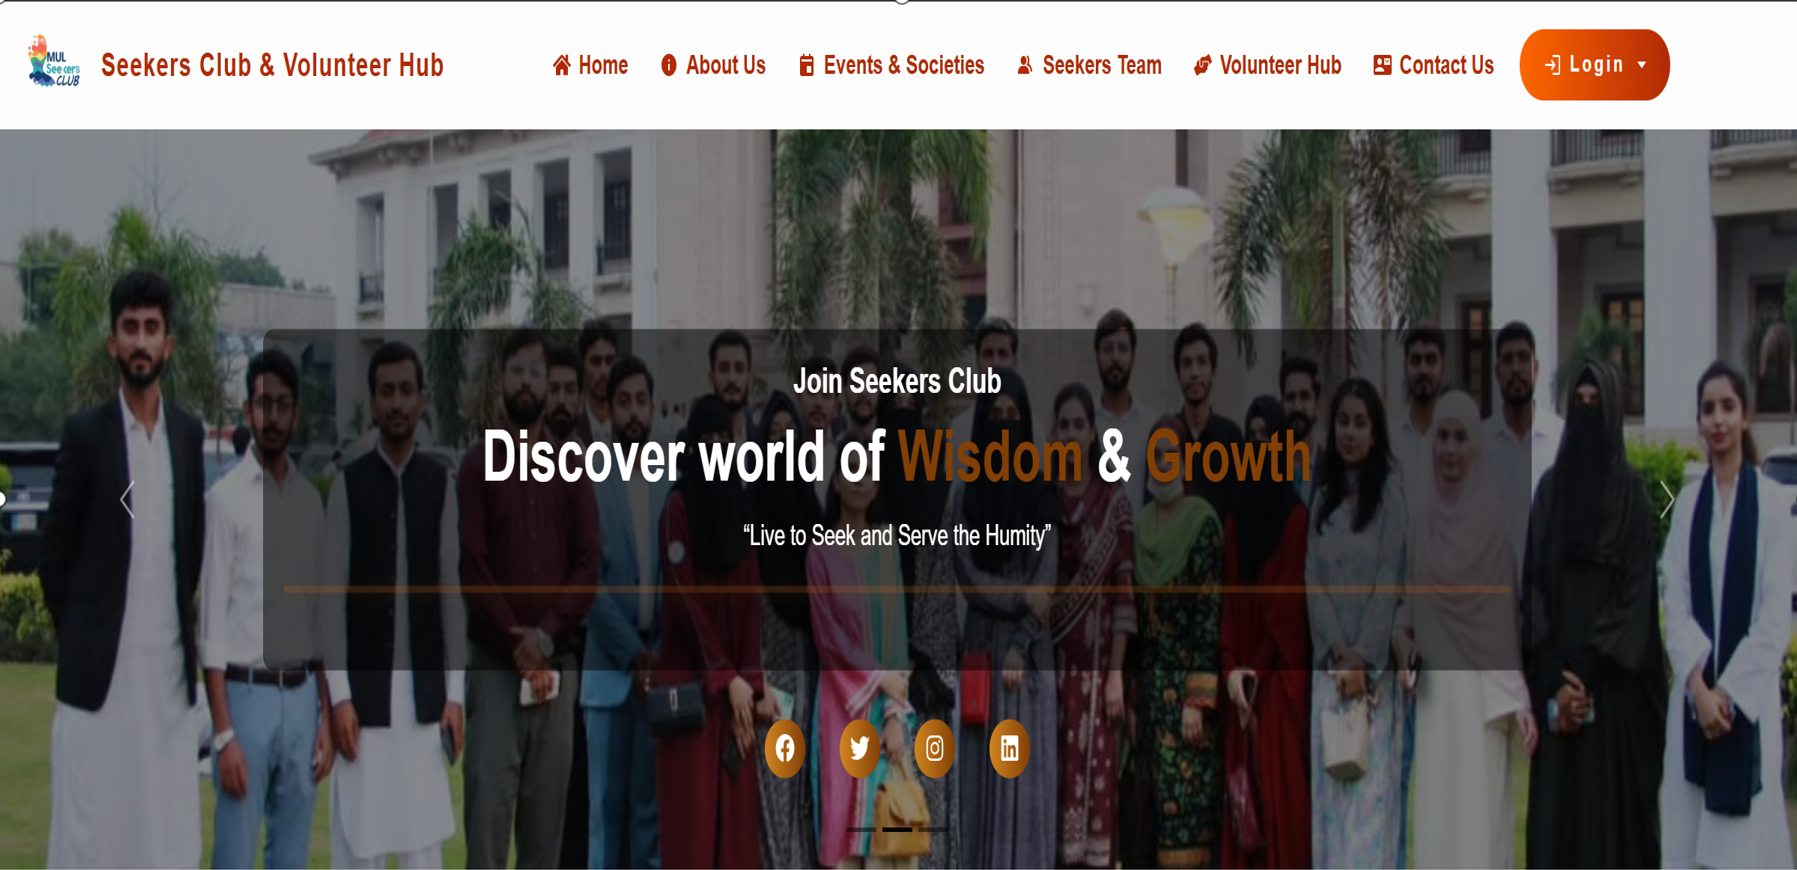 MUL
Seekers
CLUB
Seekers Club & Volunteer Hub
Home
About Us
Events & Societies
Seekers Team
Volunteer Hub
Contact Us
Login
Join Seekers Club
Discover world of Wisdom & Growth
“Live to Seek and Serve the Humity”